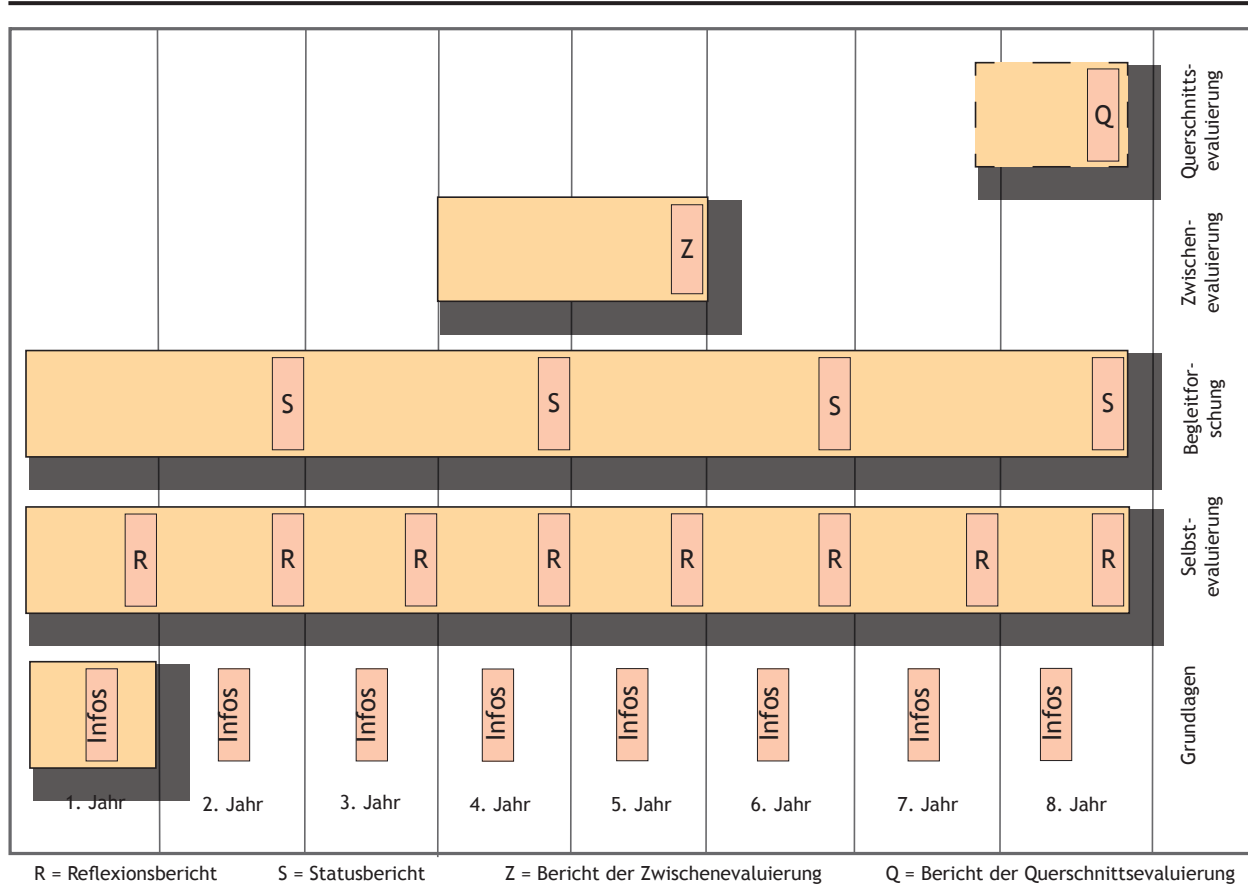 Q
Querschnitts-
evaluierung
Z
Zwischen-
evaluierung
S S S S
Begleitfor-
schung
R R R R R R R R
Selbst-
evaluierung
Infos Infos Infos Infos Infos Infos Infos Infos
Grundlagen
1. Jahr 2. Jahr 3. Jahr 4. Jahr 5. Jahr 6. Jahr 7. Jahr 8. Jahr
R = Reflexionsbericht S = Statusbericht Z = Bericht der Zwischenevaluierung Q = Bericht der Querschnittsevaluierung